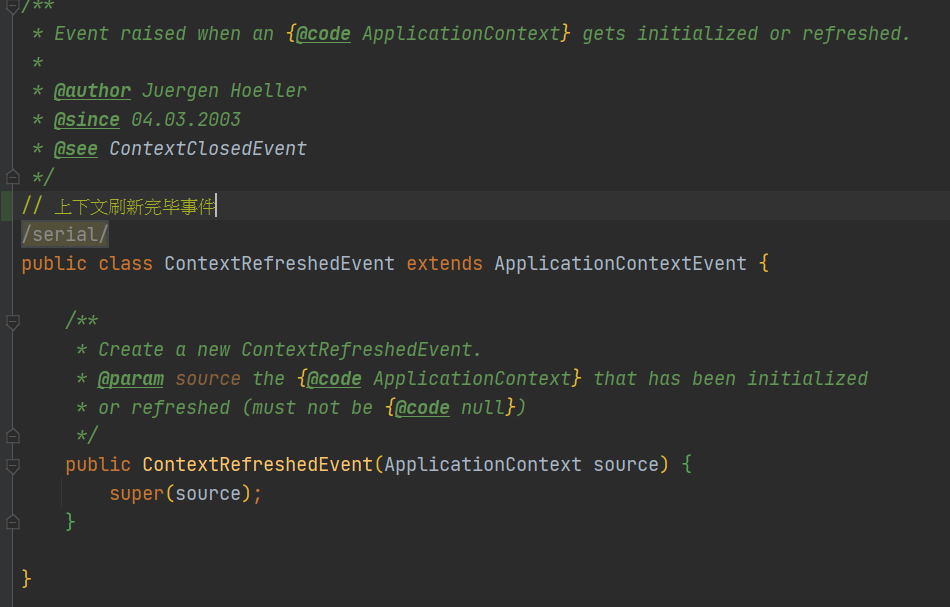 /**
 * Event raised when an {@code ApplicationContext} gets initialized or refreshed.
 *
 * @author Juergen Hoeller
 * @since 04.03.2003
 * @see ContextClosedEvent
 */
// 上下文刷新完毕事件
/serial/
public class ContextRefreshedEvent extends ApplicationContextEvent {
    /**
     * Create a new ContextRefreshedEvent.
     * @param source the {@code ApplicationContext} that has been initialized
     * or refreshed (must not be {@code null})
     */
    public ContextRefreshedEvent(ApplicationContext source) {
        super(source);
    }
}